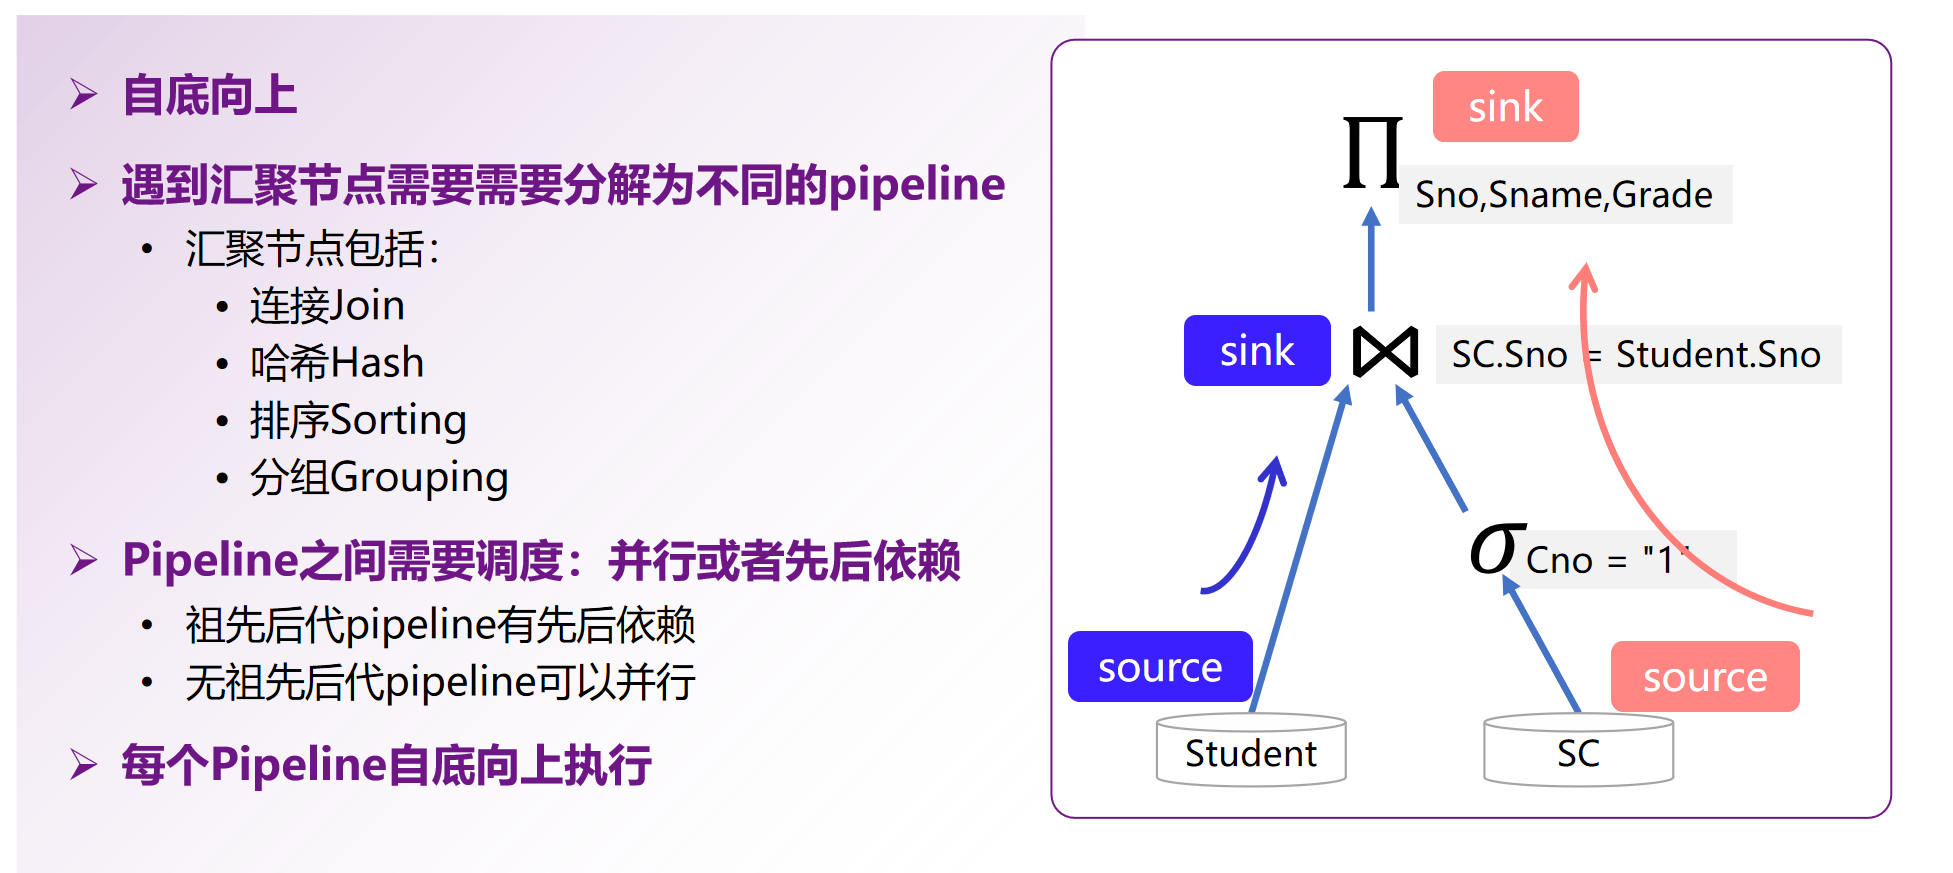 自底向上
遇到汇聚节点需要需要分解为不同的pipeline
汇聚节点包括：
连接Join
哈希Hash
排序Sorting
分组Grouping
Pipeline之间需要调度：并行或者先后依赖
祖先后代pipeline有先后依赖
无祖先后代pipeline可以并行
每个Pipeline自底向上执行
sink
∏
Sno,Sname,Grade
sink
⋈
SC.Sno = Student.Sno
σ
Cno = "1"
source
source
Student
SC